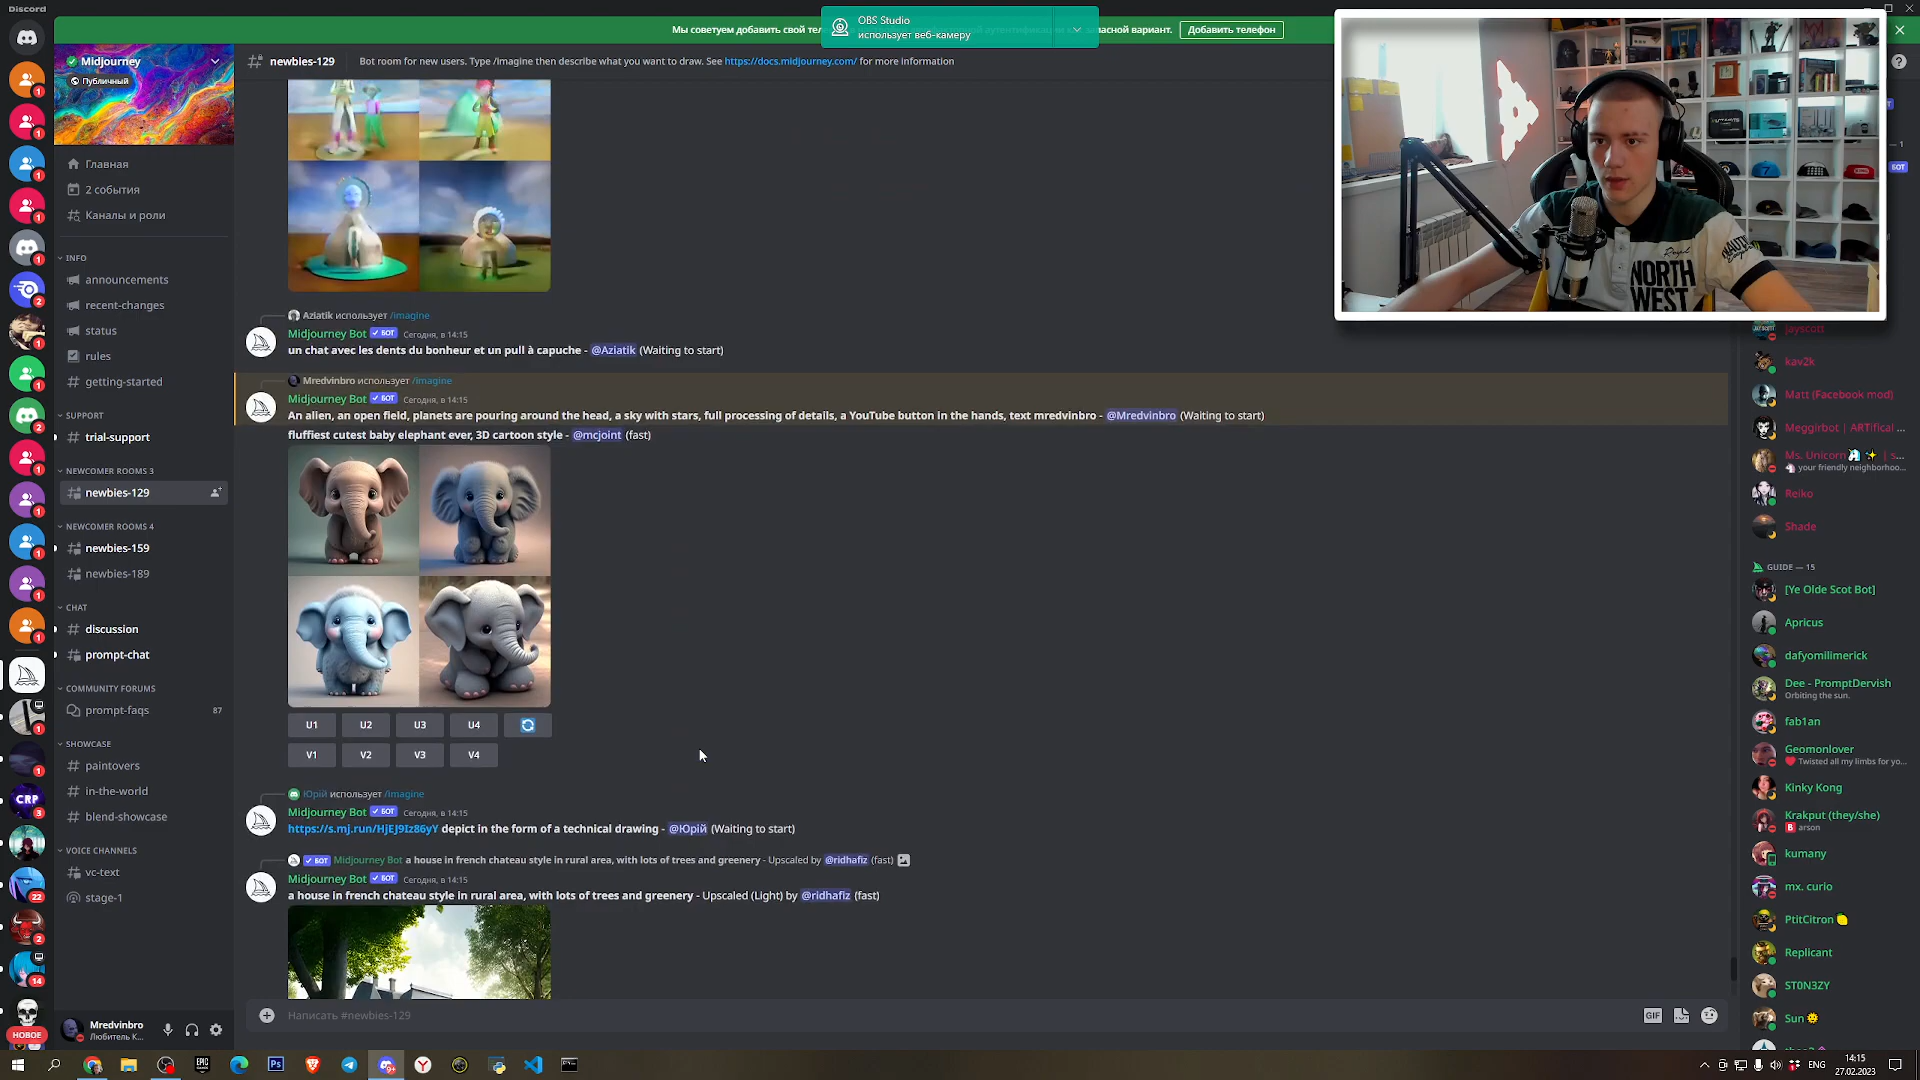 Discord
Мы советуем добавить свой тел
OBS Studio
использует веб-камеру
асной вариант.
Добавить телефон
Midjourney
Публичный
newbies-129
Bot room for new users. Type /imagine then describe what you want to draw. See https://docs.midjourney.com/ for more information
Главная
2 события
Каналы и роли
INFO
announcements
recent-changes
status
rules
getting-started
SUPPORT
trial-support
NEWCOMER ROOMS 3
newbies-129
NEWCOMER ROOMS 4
newbies-159
newbies-189
CHAT
discussion
prompt-chat
COMMUNITY FORUMS
prompt-faqs
87
SHOWCASE
paintovers
in-the-world
blend-showcase
VOICE CHANNELS
vc-text
stage-1
CRP
НОВОЕ
Mredvinbro
Любитель К...
Aziatik использует /imagine
Midjourney Bot ✓ БОТ Сегодня, в 14:15
un chat avec les dents du bonheur et un pull à capuche - @Aziatik (Waiting to start)
Mredvinbro использует /imagine
Midjourney Bot ✓ БОТ Сегодня, в 14:15
An alien, an open field, planets are pouring around the head, a sky with stars, full processing of details, a YouTube button in the hands, text mredvinbro - @Mredvinbro (Waiting to start)
fluffiest cutest baby elephant ever, 3D cartoon style - @mcjoint (fast)
U1 U2 U3 U4
V1 V2 V3 V4
Юрій использует /imagine
Midjourney Bot ✓ БОТ Сегодня, в 14:15
https://s.mj.run/HjEJ9Iz86yY depict in the form of a technical drawing - @Юрій (Waiting to start)
✓ БОТ Midjourney Bot a house in french chateau style in rural area, with lots of trees and greenery - Upscaled by @ridhafiz (fast)
Midjourney Bot ✓ БОТ Сегодня, в 14:15
a house in french chateau style in rural area, with lots of trees and greenery - Upscaled (Light) by @ridhafiz (fast)
Написать #newbies-129
GIF
NORTH
WEST
БОТ
jayscott
kav2k
Matt (Facebook mod)
Meggirbot | ARTifical ...
Ms. Unicorn 🦄 ✨ | s...
your friendly neighborhoo...
Reiko
Shade
GUIDE — 15
[Ye Olde Scot Bot]
Apricus
dafyomilimerick
Dee - PromptDervish
Orbiting the sun.
fab1an
Geomonlover
Twisted all my limbs for yo...
Kinky Kong
Krakput (they/she)
arson
kumany
mx. curio
PtitCitron
Replicant
ST0N3ZY
Sun
ENG
14:15
27.02.2023